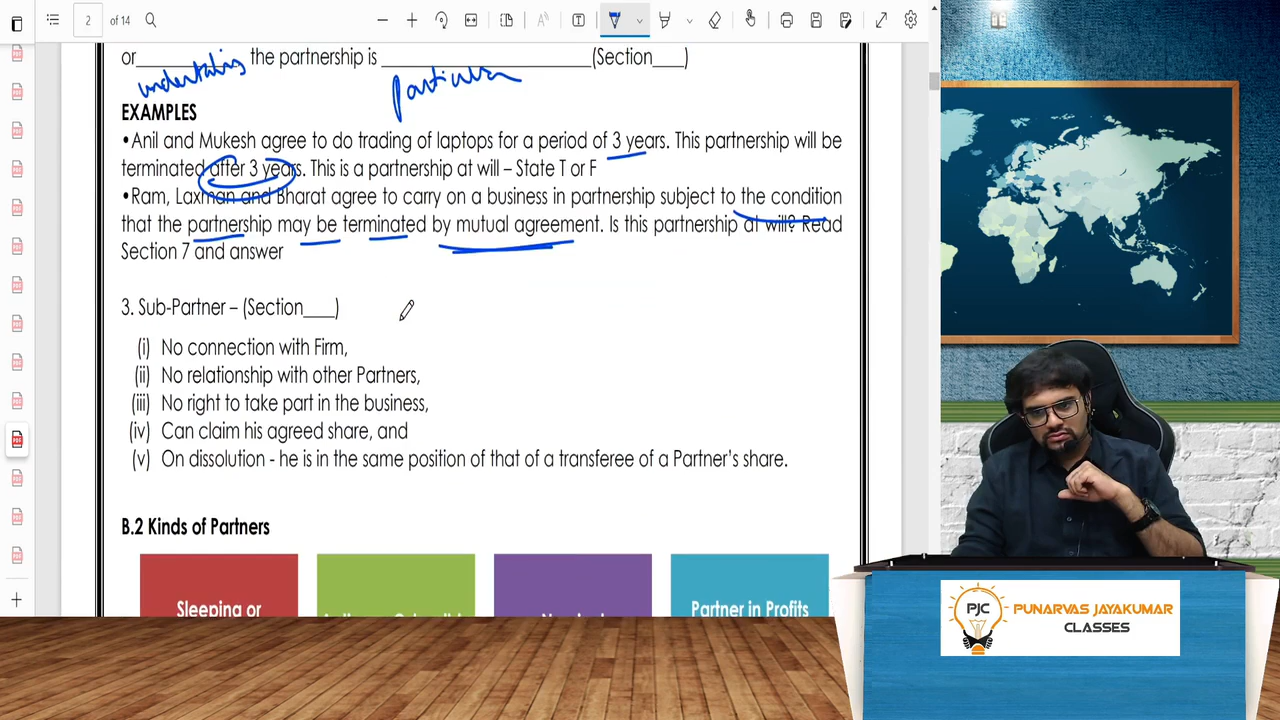 2 of 14
or________ the partnership is ________________________(Section____)
undertaking
particular
EXAMPLES
•Anil and Mukesh agree to do trading of laptops for a period of 3 years. This partnership will be
terminated after 3 years. This is a partnership at will – State T or F
•Ram, Laxman and Bharat agree to carry on a business in partnership subject to the condition
that the partnership may be terminated by mutual agreement. Is this partnership at will? Read
Section 7 and answer
3. Sub-Partner – (Section____)
(i) No connection with Firm,
(ii) No relationship with other Partners,
(iii) No right to take part in the business,
(iv) Can claim his agreed share, and
(v) On dissolution - he is in the same position of that of a transferee of a Partner's share.
B.2 Kinds of Partners
Sleeping or
Partner in Profits
PJC
PUNARVAS JAYAKUMAR
CLASSES